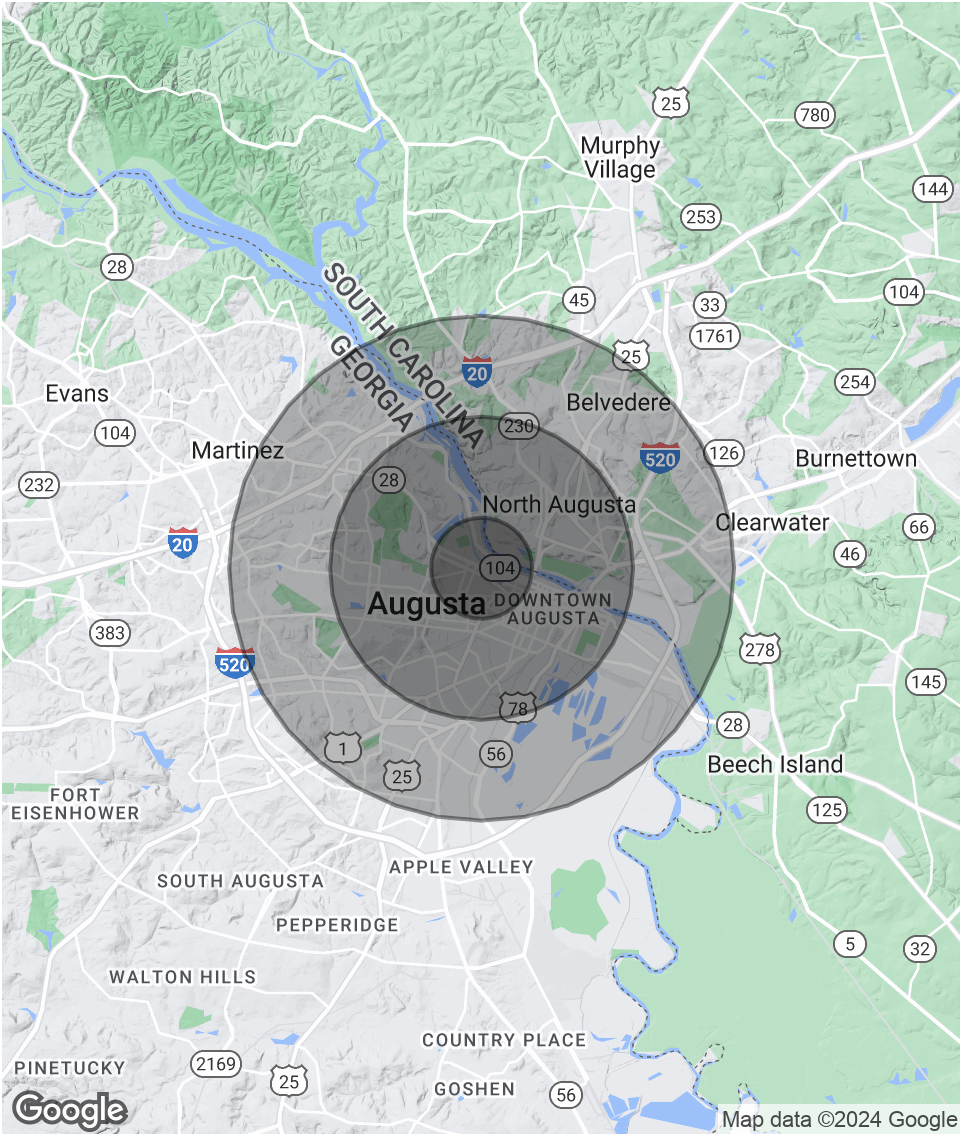 25
780
Murphy
Village
144
253
28
SOUTH CAROLINA
GEORGIA
45
33
104
1761
25
20
254
Evans
Belvedere
104
230
Martinez
126
520
Burnettown
232
28
North Augusta
Clearwater
66
20
46
104
Augusta
DOWNTOWN
AUGUSTA
383
278
520
145
78
28
1
56
25
Beech Island
FORT
EISENHOWER
125
APPLE VALLEY
SOUTH AUGUSTA
PEPPERIDGE
5
32
WALTON HILLS
COUNTRY PLACE
2169
PINETUCKY
25
GOSHEN
56
Google
Map data ©2024 Google